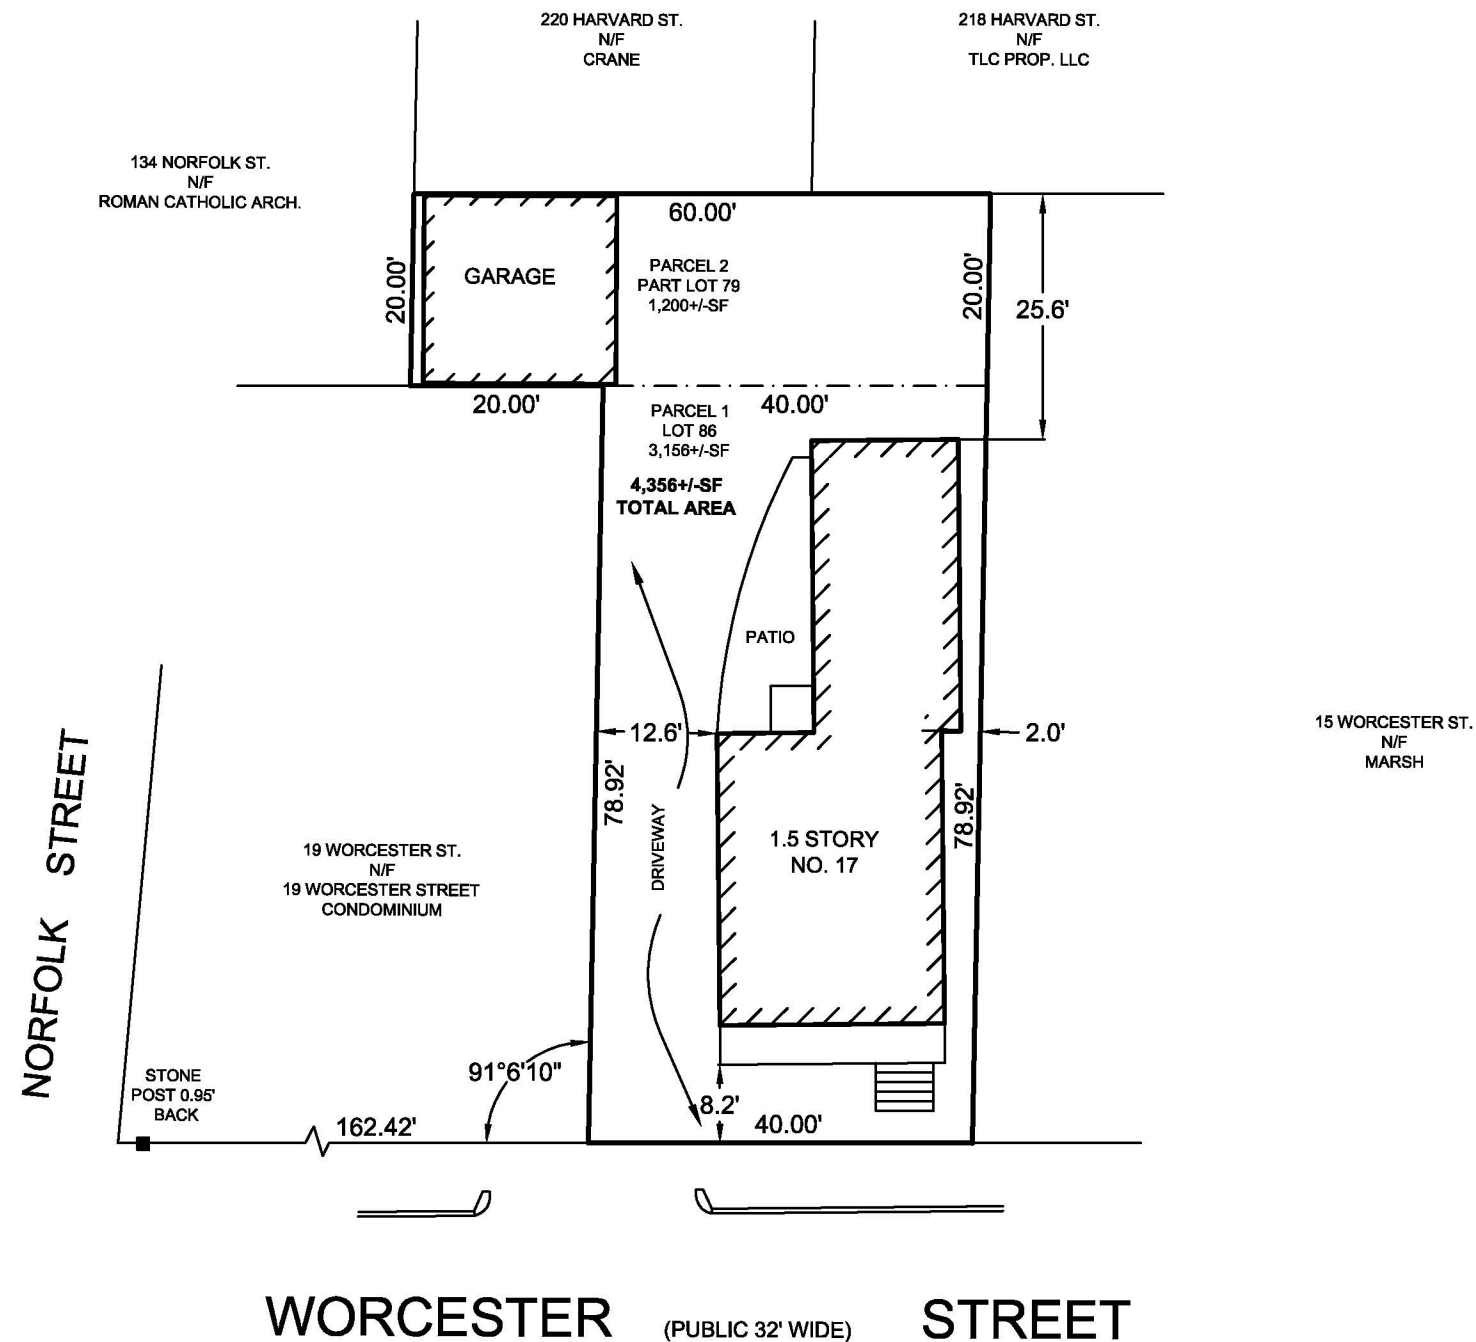 220 HARVARD ST.
N/F
CRANE
218 HARVARD ST.
N/F
TLC PROP. LLC
134 NORFOLK ST.
N/F
ROMAN CATHOLIC ARCH.
60.00'
GARAGE
PARCEL 2
PART LOT 79
1,200+/-SF
20.00'
20.00'
25.6'
20.00'
40.00'
PARCEL 1
LOT 86
3,156+/-SF
4,356+/-SF
TOTAL AREA
PATIO
12.6'
2.0'
15 WORCESTER ST.
N/F
MARSH
78.92'
78.92'
DRIVEWAY
1.5 STORY
NO. 17
19 WORCESTER ST.
N/F
19 WORCESTER STREET
CONDOMINIUM
NORFOLK STREET
91°6'10"
STONE
POST 0.95'
BACK
162.42'
8.2'
40.00'
WORCESTER (PUBLIC 32' WIDE) STREET